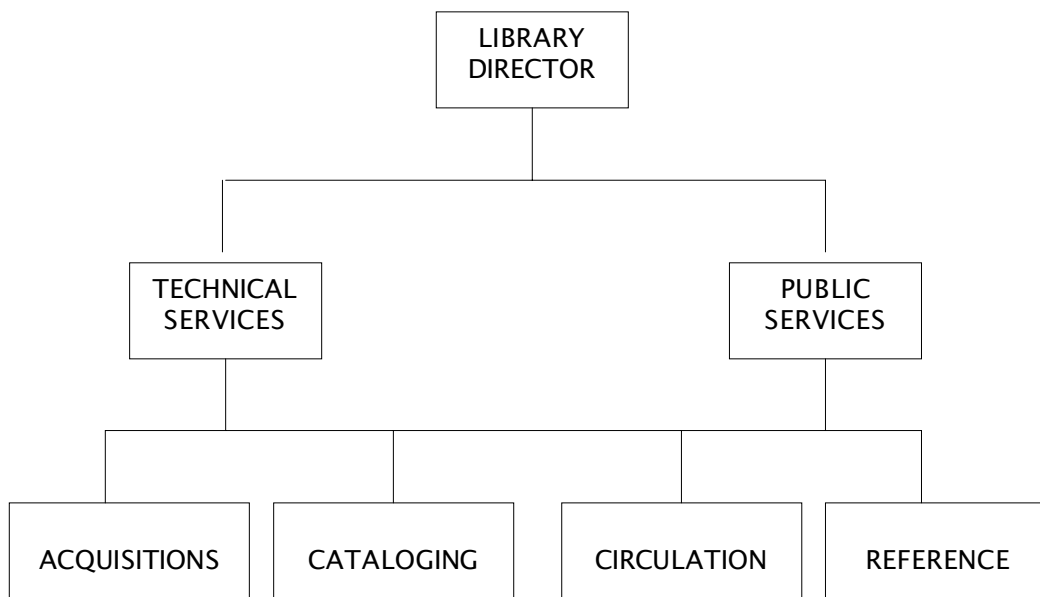 LIBRARY
DIRECTOR
TECHNICAL
SERVICES
PUBLIC
SERVICES
ACQUISITIONS
CATALOGING
CIRCULATION
REFERENCE